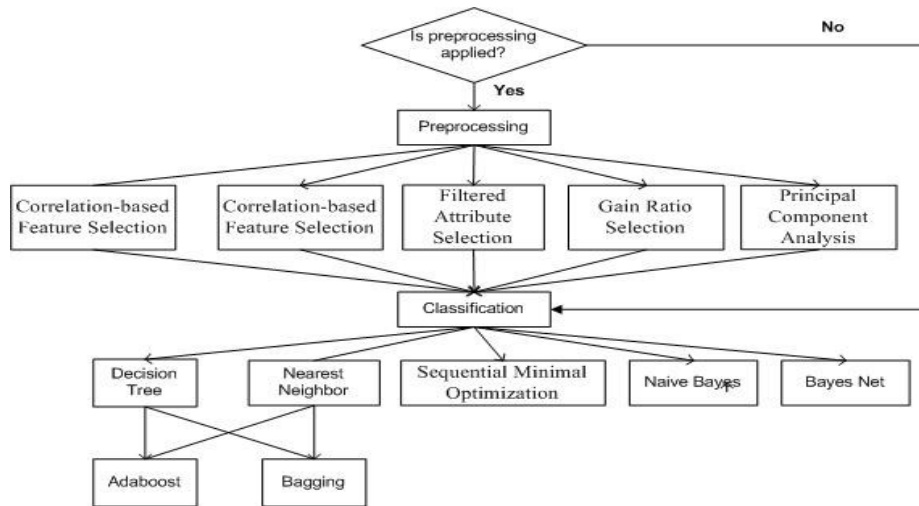 Is preprocessing
applied?
No
Yes
Preprocessing
Correlation-based
Feature Selection
Correlation-based
Feature Selection
Filtered
Attribute
Selection
Gain Ratio
Selection
Principal
Component
Analysis
Classification
Decision
Tree
Nearest
Neighbor
Sequential Minimal
Optimization
Naive Bayes
Bayes Net
Adaboost
Bagging